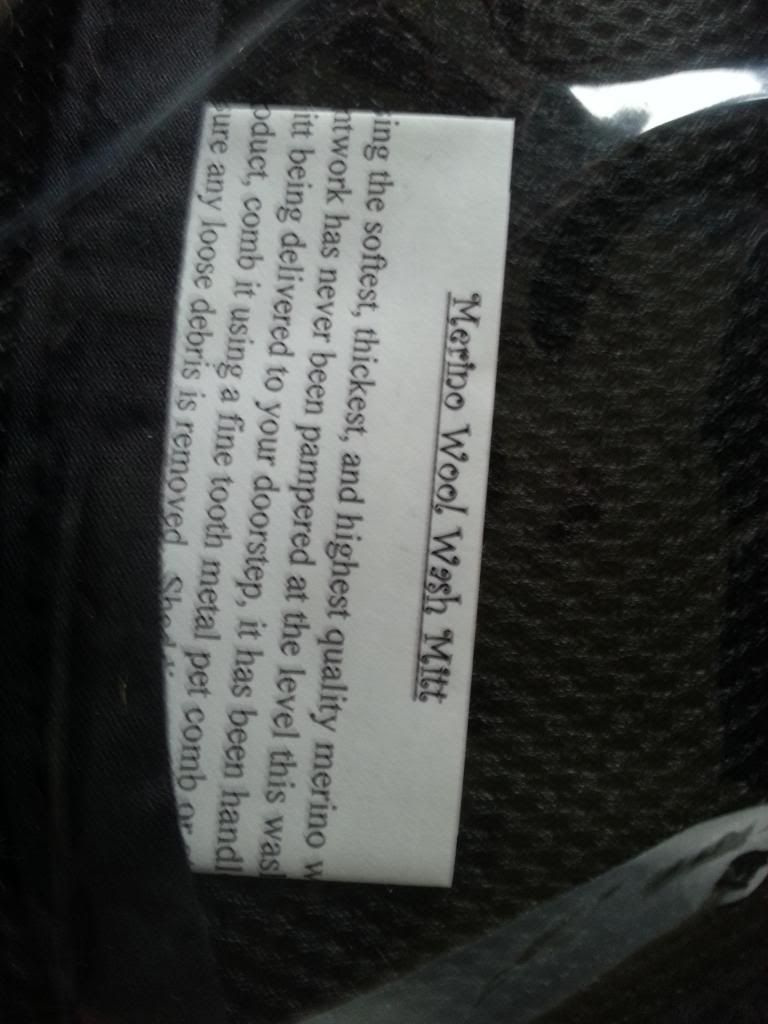 Merino Wool Wash Mitt
ing the softest, thickest, and highest quality merino w
ntwork has never been pampered at the level this was
itt being delivered to your doorstep, it has been handl
oduct, comb it using a fine tooth metal pet comb or
ure any loose debris is removed. Shed